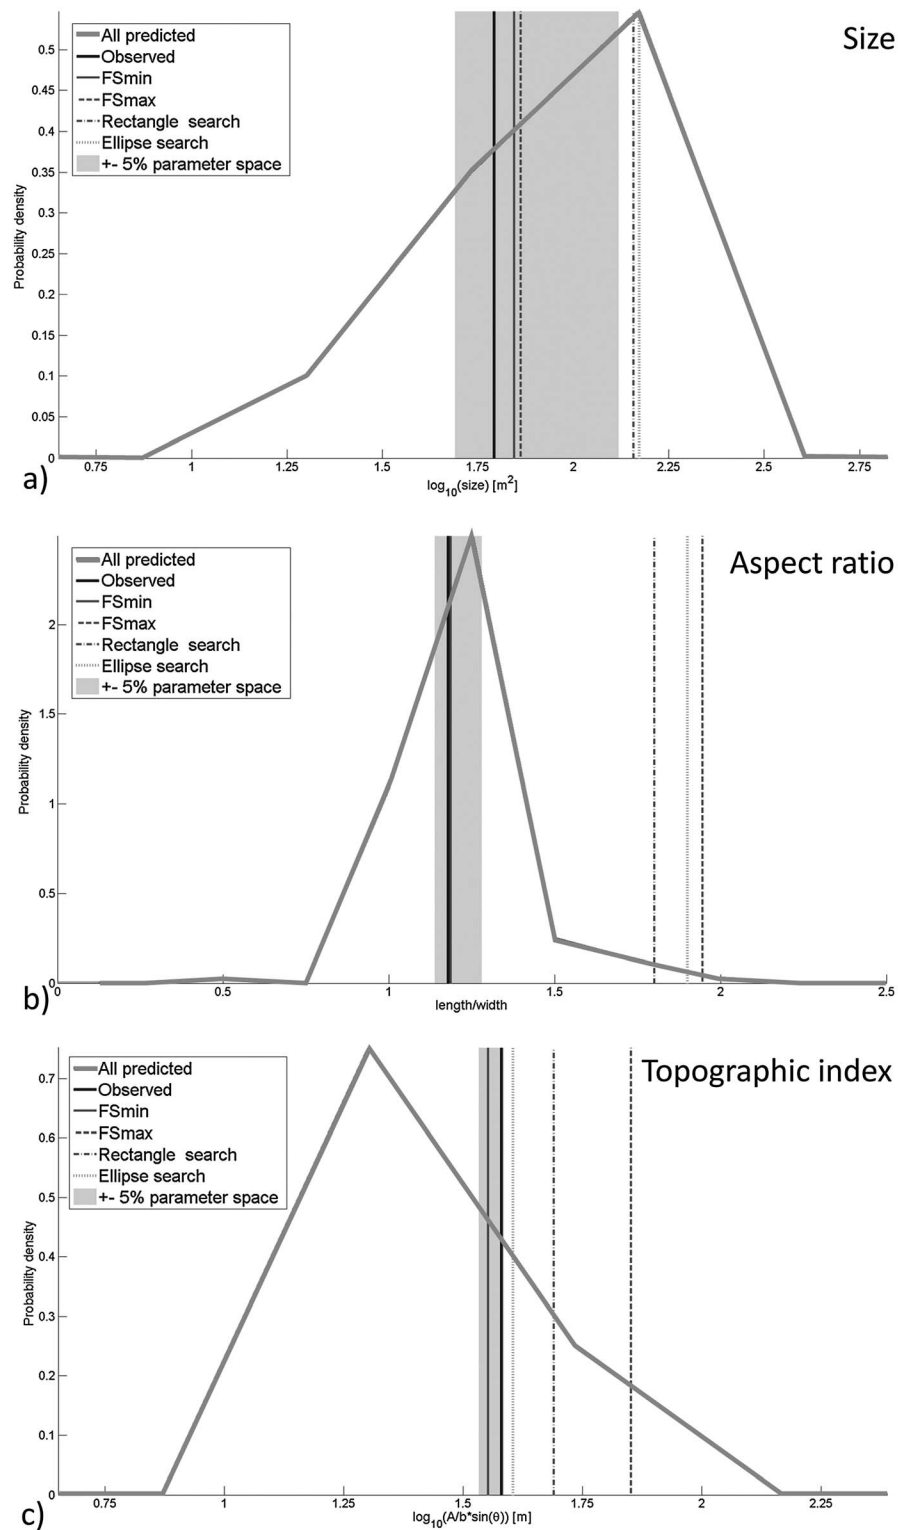 Size
All predicted
Observed
FSmin
FSmax
Rectangle search
Ellipse search
+- 5% parameter space
0.5
0.45
0.4
0.35
0.3
0.25
0.2
0.15
0.1
0.05
0
Probability density
0.75 1 1.25 1.5 1.75 2 2.25 2.5 2.75
log10(size) [m2]
a)
Aspect ratio
All predicted
Observed
FSmin
FSmax
Rectangle search
Ellipse search
+- 5% parameter space
2
1.5
1
0.5
0
Probability density
0 0.5 1 1.5 2 2.5
length/width
b)
Topographic index
All predicted
Observed
FSmin
FSmax
Rectangle search
Ellipse search
+- 5% parameter space
0.7
0.6
0.5
0.4
0.3
0.2
0.1
0
Probability density
0.75 1 1.25 1.5 1.75 2 2.25
log10(A/b*sin(θ)) [m]
c)